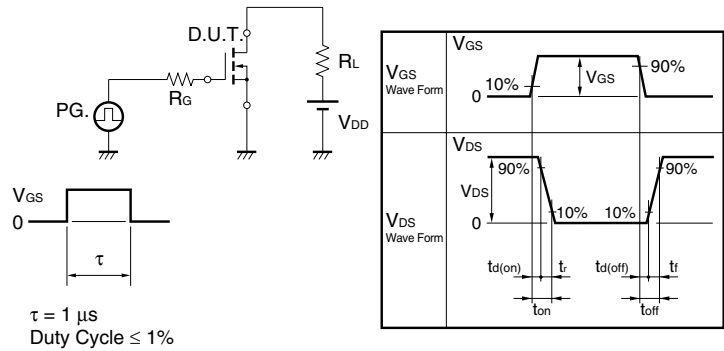 D.U.T.
RL
PG.
RG
VDD
VGS
0
τ
τ = 1 μs
Duty Cycle ≤ 1%
VGS
Wave Form
VGS
10%
0
VGS
90%
VDS
Wave Form
VDS
90%
VDS
0
10%
10%
90%
td(on)
tr
td(off)
tf
ton
toff